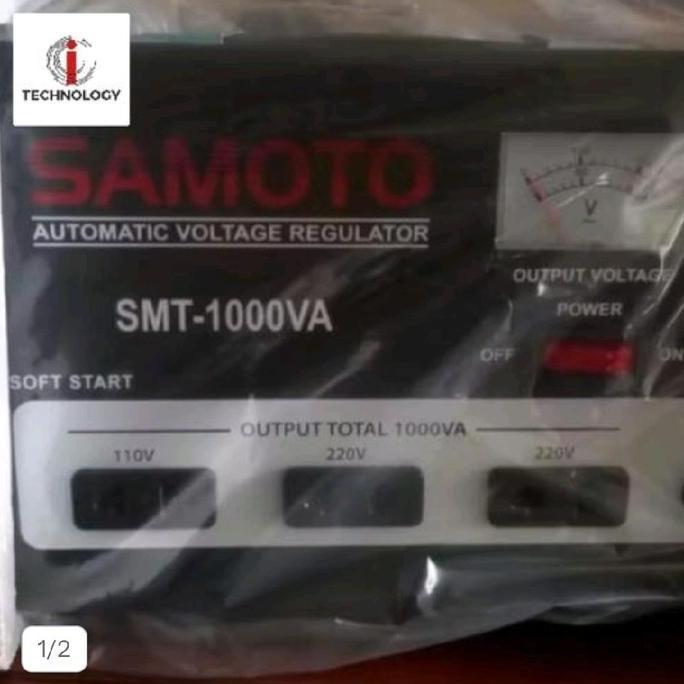 i
TECHNOLOGY
SAMOTO
AUTOMATIC VOLTAGE REGULATOR
V
OUTPUT VOLTAGE
SMT-1000VA
POWER
OFF ON
SOFT START
OUTPUT TOTAL 1000VA
110V 220V 220V
1/2